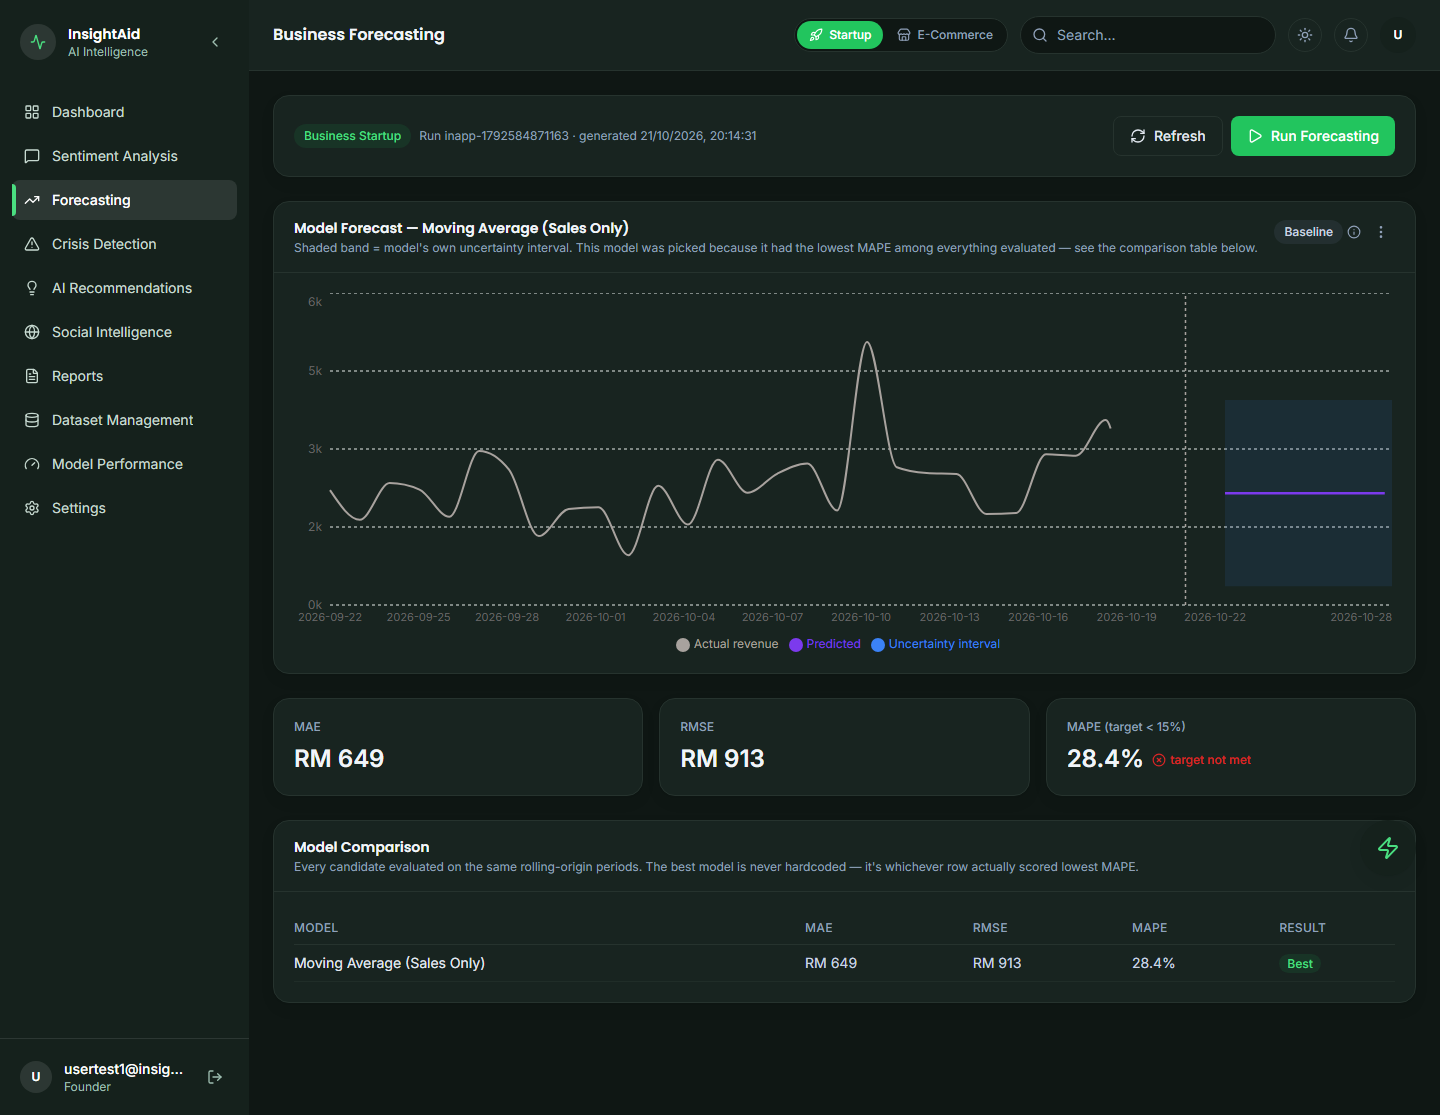 InsightAid
AI Intelligence
Dashboard
Sentiment Analysis
Forecasting
Crisis Detection
AI Recommendations
Social Intelligence
Reports
Dataset Management
Model Performance
Settings
U
usertest1@insig...
Founder
Business Forecasting
Startup
E-Commerce
Search...
U
Business Startup
Run inapp-1792584871163 · generated 21/10/2026, 20:14:31
Refresh
Run Forecasting
Model Forecast — Moving Average (Sales Only)
Shaded band = model's own uncertainty interval. This model was picked because it had the lowest MAPE among everything evaluated — see the comparison table below.
Baseline
6k
5k
3k
2k
0k
2026-09-22 2026-09-25 2026-09-28 2026-10-01 2026-10-04 2026-10-07 2026-10-10 2026-10-13 2026-10-16 2026-10-19 2026-10-22 2026-10-28
Actual revenue Predicted Uncertainty interval
MAE
RM 649
RMSE
RM 913
MAPE (target < 15%)
28.4% target not met
Model Comparison
Every candidate evaluated on the same rolling-origin periods. The best model is never hardcoded — it's whichever row actually scored lowest MAPE.
MODEL MAE RMSE MAPE RESULT
Moving Average (Sales Only) RM 649 RM 913 28.4% Best